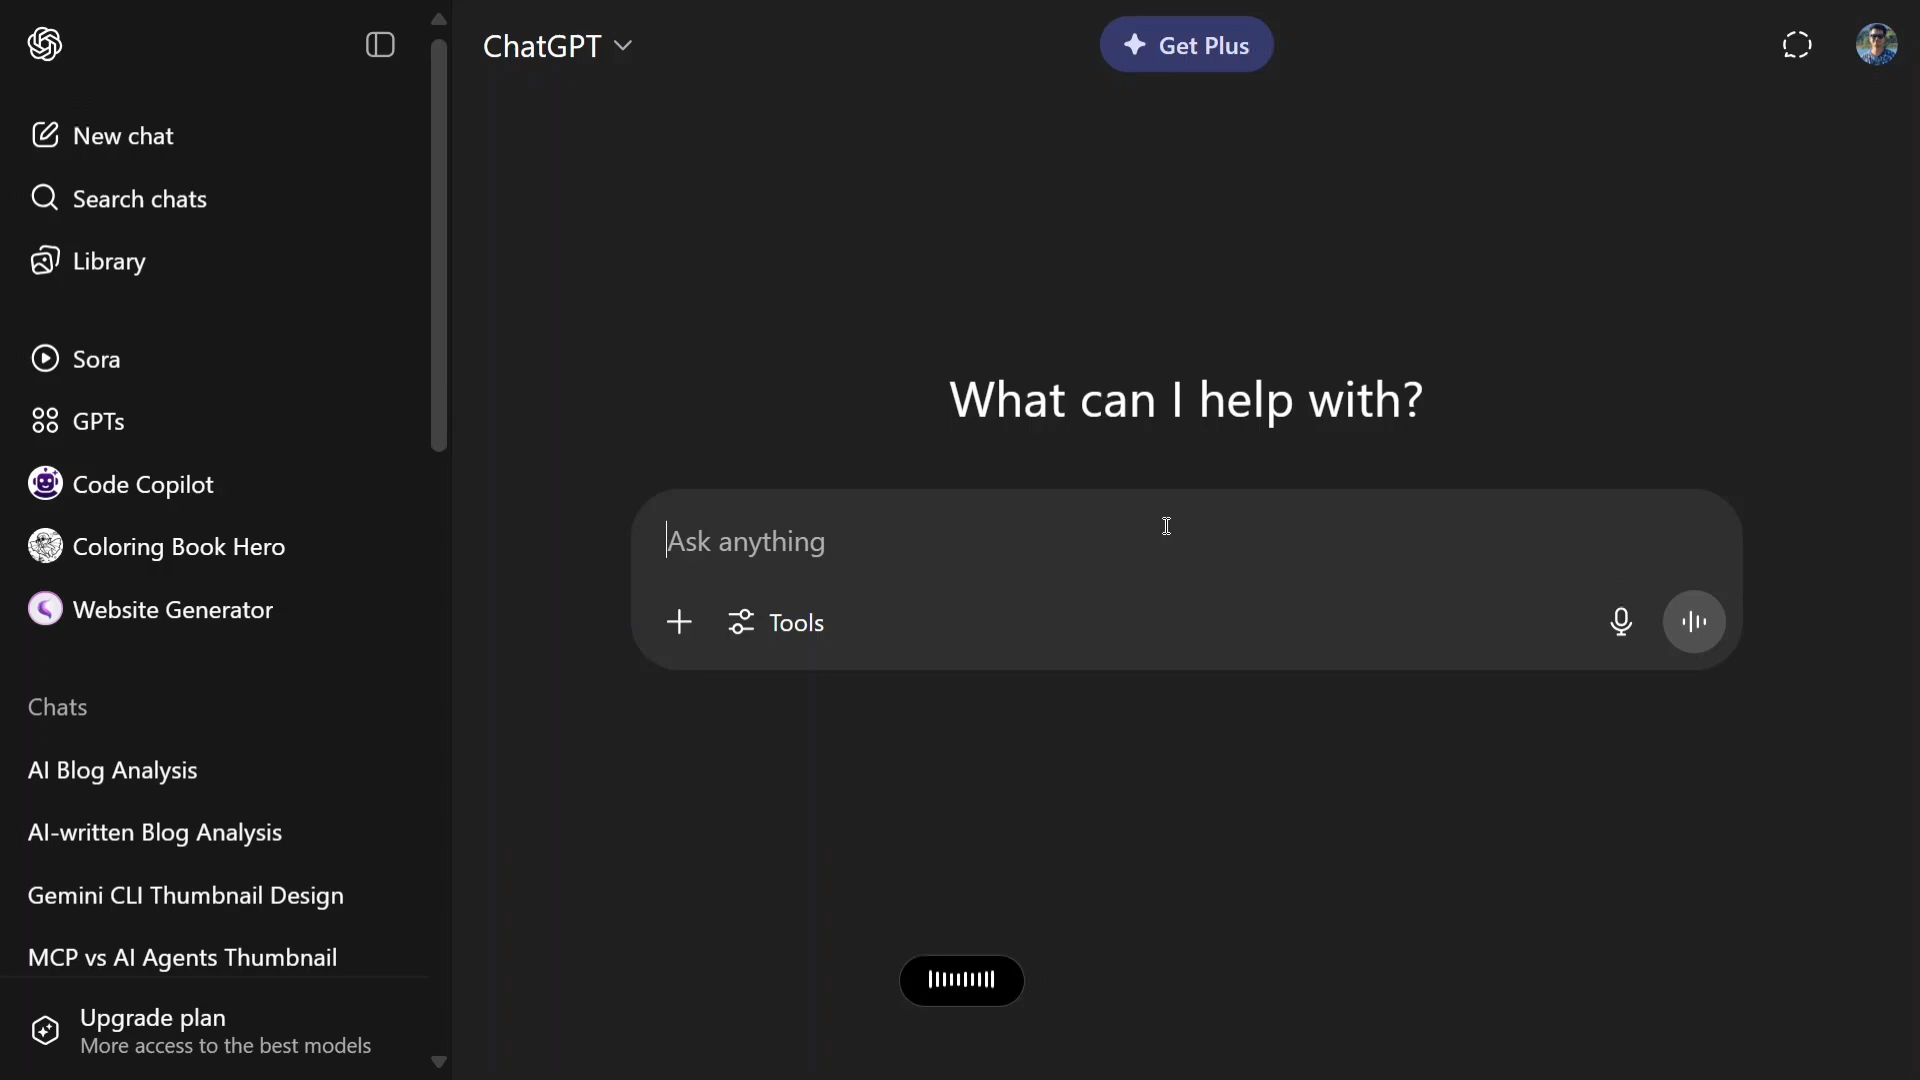 ChatGPT
Get Plus
New chat
Search chats
Library
Sora
GPTs
Code Copilot
Coloring Book Hero
Website Generator
Chats
AI Blog Analysis
AI-written Blog Analysis
Gemini CLI Thumbnail Design
MCP vs AI Agents Thumbnail
Upgrade plan
More access to the best models
What can I help with?
Ask anything
Tools